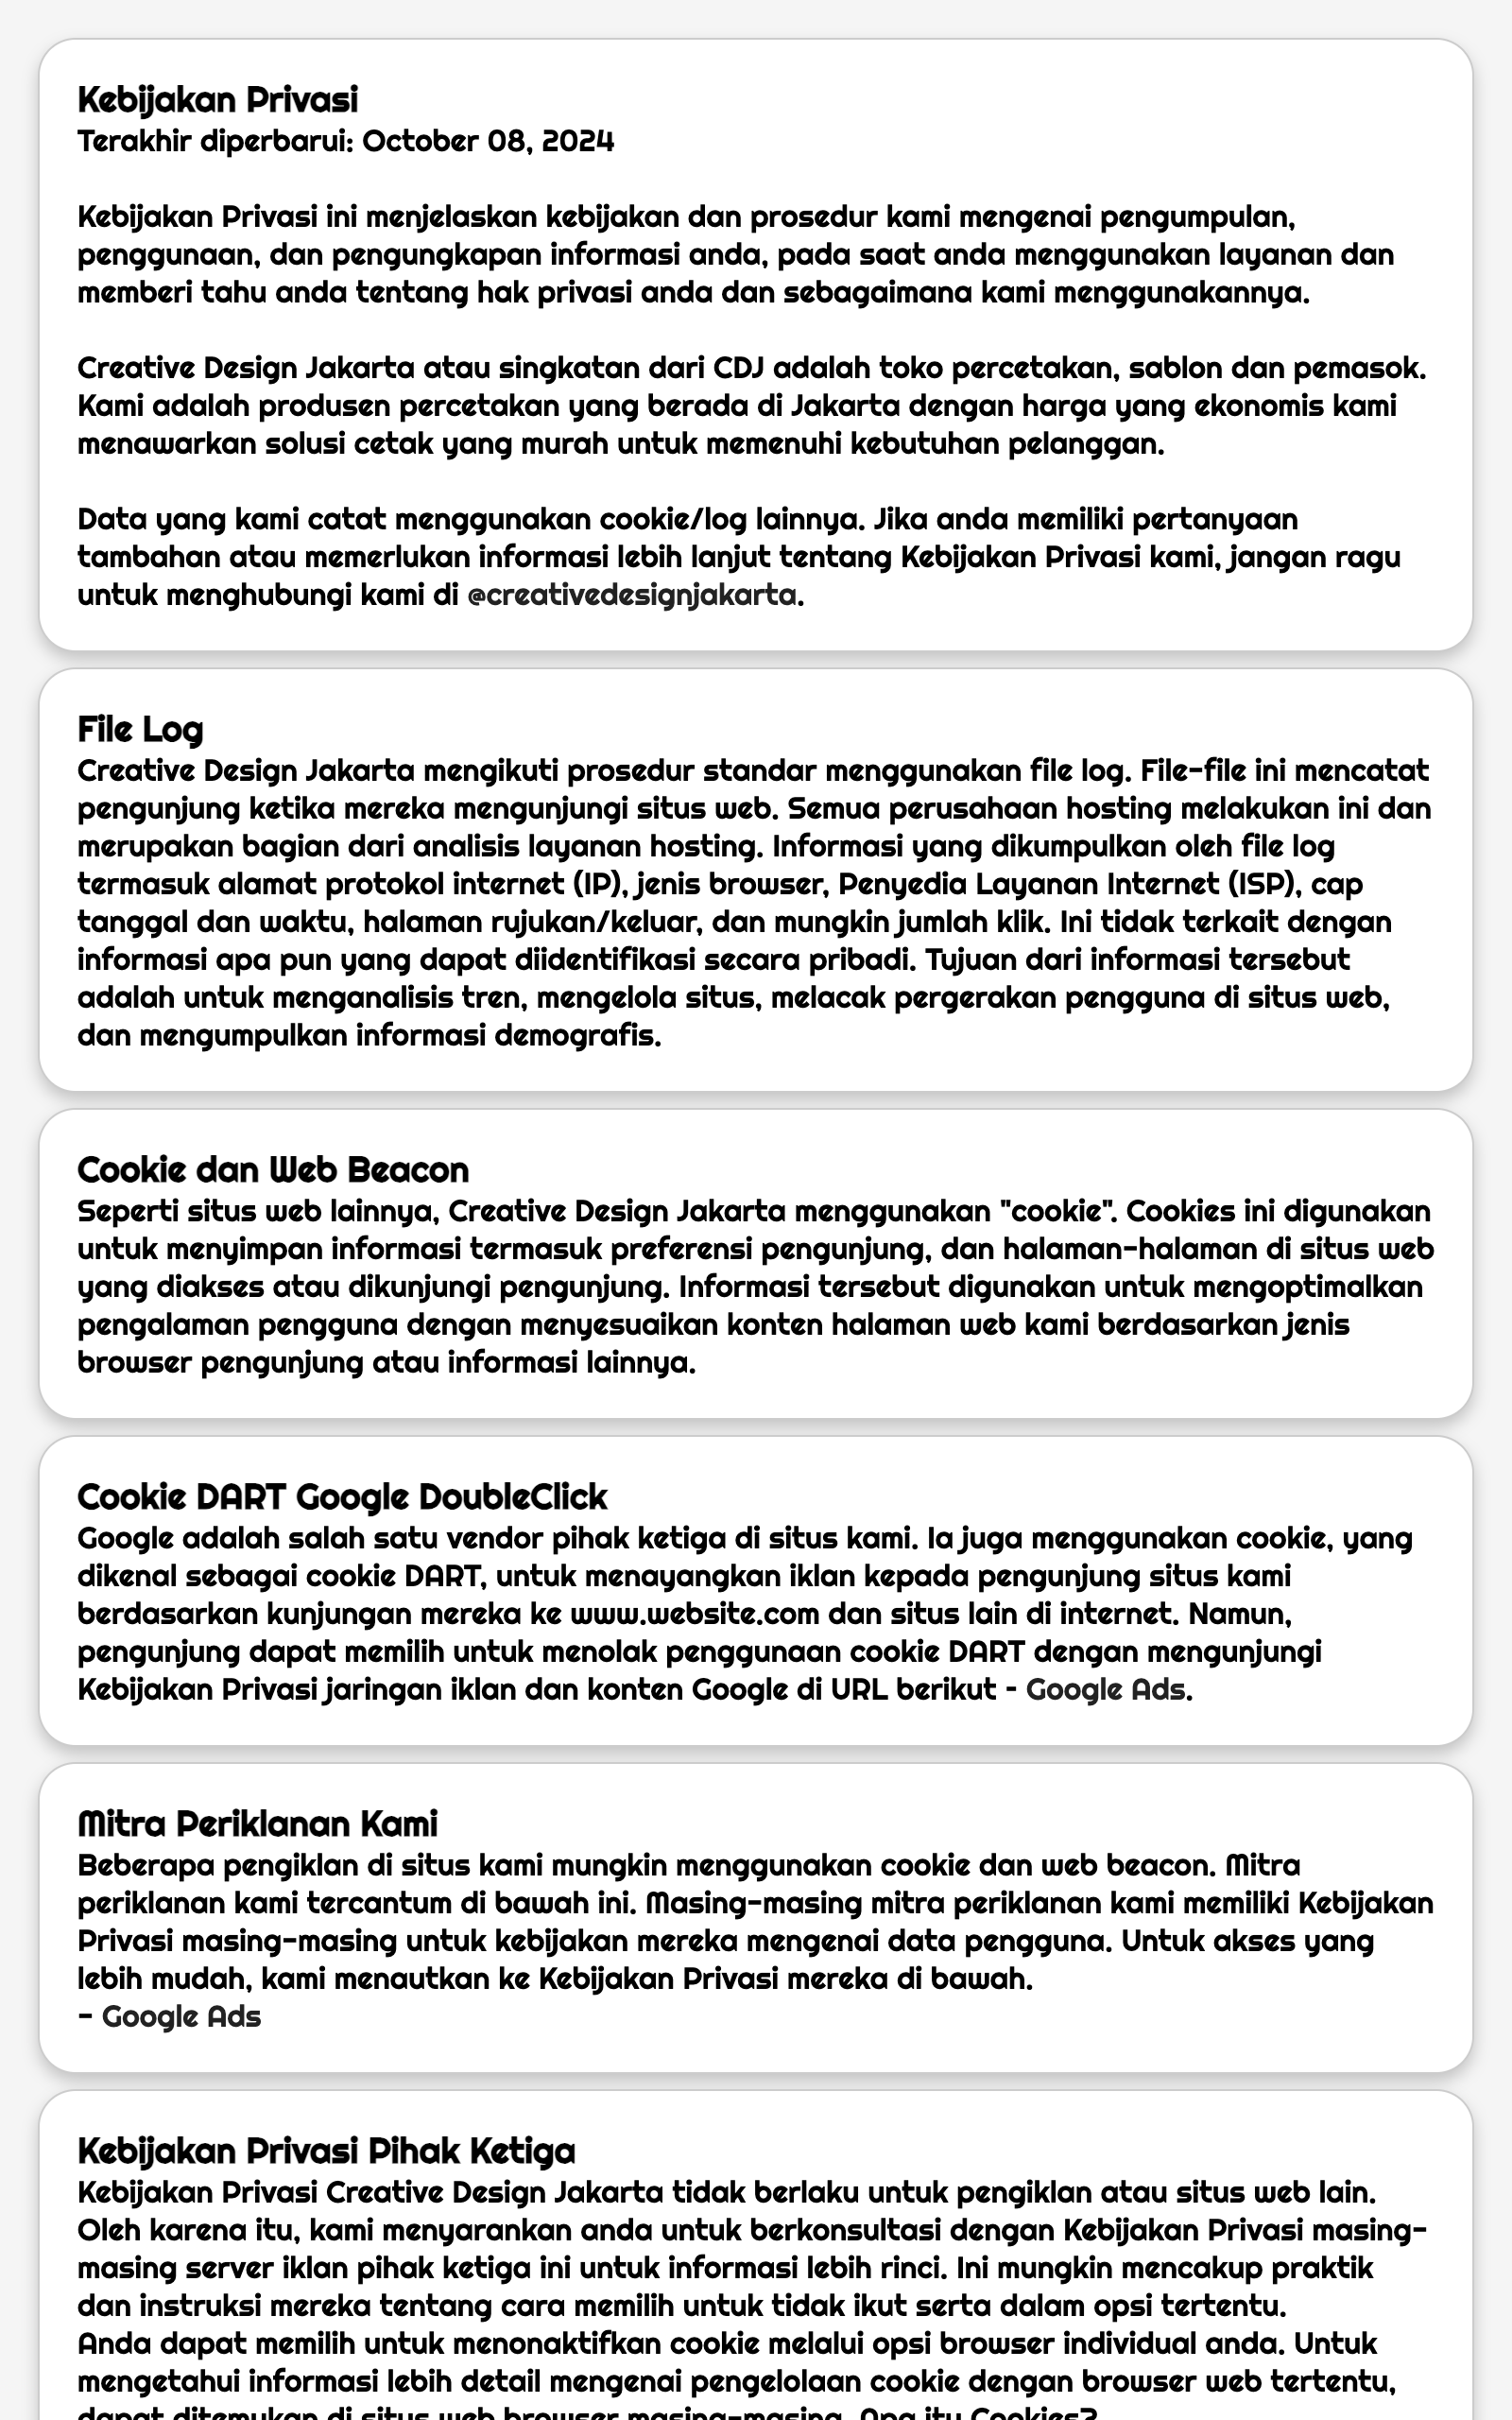 Kebijakan Privasi
Terakhir diperbarui: October 08, 2024
Kebijakan Privasi ini menjelaskan kebijakan dan prosedur kami mengenai pengumpulan,
penggunaan, dan pengungkapan informasi anda, pada saat anda menggunakan layanan dan
memberi tahu anda tentang hak privasi anda dan sebagaimana kami menggunakannya.
Creative Design Jakarta atau singkatan dari CDJ adalah toko percetakan, sablon dan pemasok.
Kami adalah produsen percetakan yang berada di Jakarta dengan harga yang ekonomis kami
menawarkan solusi cetak yang murah untuk memenuhi kebutuhan pelanggan.
Data yang kami catat menggunakan cookie/log lainnya. Jika anda memiliki pertanyaan
tambahan atau memerlukan informasi lebih lanjut tentang Kebijakan Privasi kami, jangan ragu
untuk menghubungi kami di @creativedesignjakarta.
File Log
Creative Design Jakarta mengikuti prosedur standar menggunakan file log. File-file ini mencatat
pengunjung ketika mereka mengunjungi situs web. Semua perusahaan hosting melakukan ini dan
merupakan bagian dari analisis layanan hosting. Informasi yang dikumpulkan oleh file log
termasuk alamat protokol internet (IP), jenis browser, Penyedia Layanan Internet (ISP), cap
tanggal dan waktu, halaman rujukan/keluar, dan mungkin jumlah klik. Ini tidak terkait dengan
informasi apa pun yang dapat diidentifikasi secara pribadi. Tujuan dari informasi tersebut
adalah untuk menganalisis tren, mengelola situs, melacak pergerakan pengguna di situs web,
dan mengumpulkan informasi demografis.
Cookie dan Web Beacon
Seperti situs web lainnya, Creative Design Jakarta menggunakan "cookie". Cookies ini digunakan
untuk menyimpan informasi termasuk preferensi pengunjung, dan halaman-halaman di situs web
yang diakses atau dikunjungi pengunjung. Informasi tersebut digunakan untuk mengoptimalkan
pengalaman pengguna dengan menyesuaikan konten halaman web kami berdasarkan jenis
browser pengunjung atau informasi lainnya.
Cookie DART Google DoubleClick
Google adalah salah satu vendor pihak ketiga di situs kami. Ia juga menggunakan cookie, yang
dikenal sebagai cookie DART, untuk menayangkan iklan kepada pengunjung situs kami
berdasarkan kunjungan mereka ke www.website.com dan situs lain di internet. Namun,
pengunjung dapat memilih untuk menolak penggunaan cookie DART dengan mengunjungi
Kebijakan Privasi jaringan iklan dan konten Google di URL berikut - Google Ads.
Mitra Periklanan Kami
Beberapa pengiklan di situs kami mungkin menggunakan cookie dan web beacon. Mitra
periklanan kami tercantum di bawah ini. Masing-masing mitra periklanan kami memiliki Kebijakan
Privasi masing-masing untuk kebijakan mereka mengenai data pengguna. Untuk akses yang
lebih mudah, kami menautkan ke Kebijakan Privasi mereka di bawah.
- Google Ads
Kebijakan Privasi Pihak Ketiga
Kebijakan Privasi Creative Design Jakarta tidak berlaku untuk pengiklan atau situs web lain.
Oleh karena itu, kami menyarankan anda untuk berkonsultasi dengan Kebijakan Privasi masing-
masing server iklan pihak ketiga ini untuk informasi lebih rinci. Ini mungkin mencakup praktik
dan instruksi mereka tentang cara memilih untuk tidak ikut serta dalam opsi tertentu.
Anda dapat memilih untuk menonaktifkan cookie melalui opsi browser individual anda. Untuk
mengetahui informasi lebih detail mengenai pengelolaan cookie dengan browser web tertentu,
dapat ditemukan di situs web browser masing-masing. Apa itu Cookies?